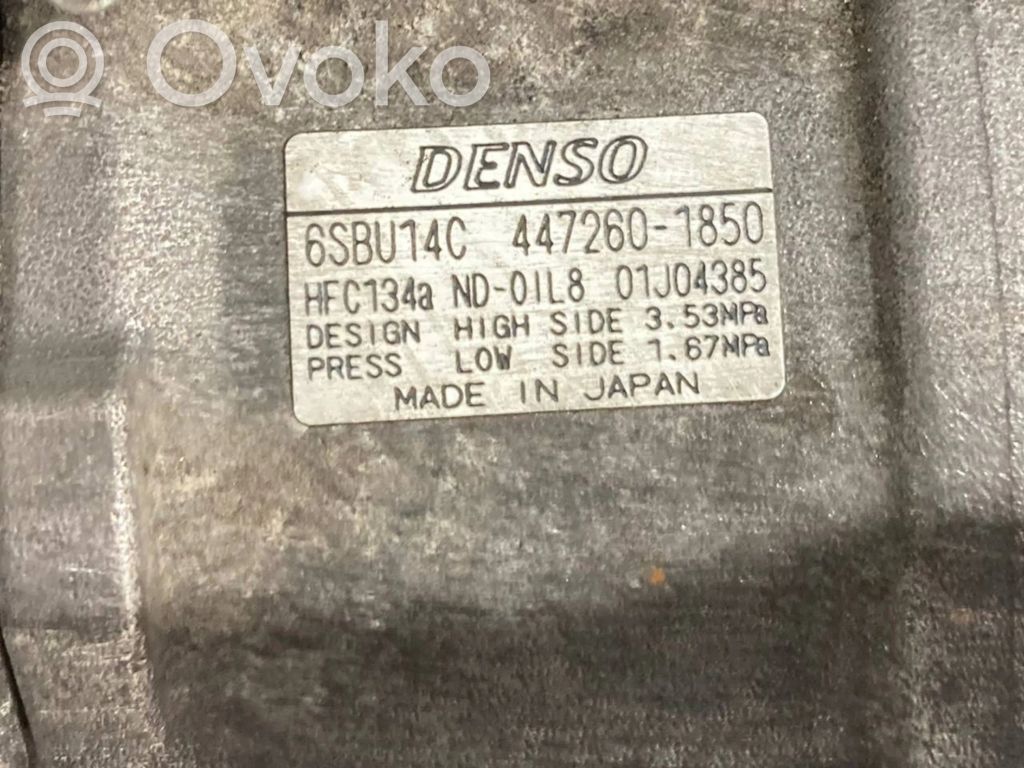 Ovoko
DENSO
6SBU14C 447260-1850
HFC134a ND-OIL8 01J04385
DESIGN HIGH SIDE 3.53MPa
PRESS LOW SIDE 1.67MPa
MADE IN JAPAN